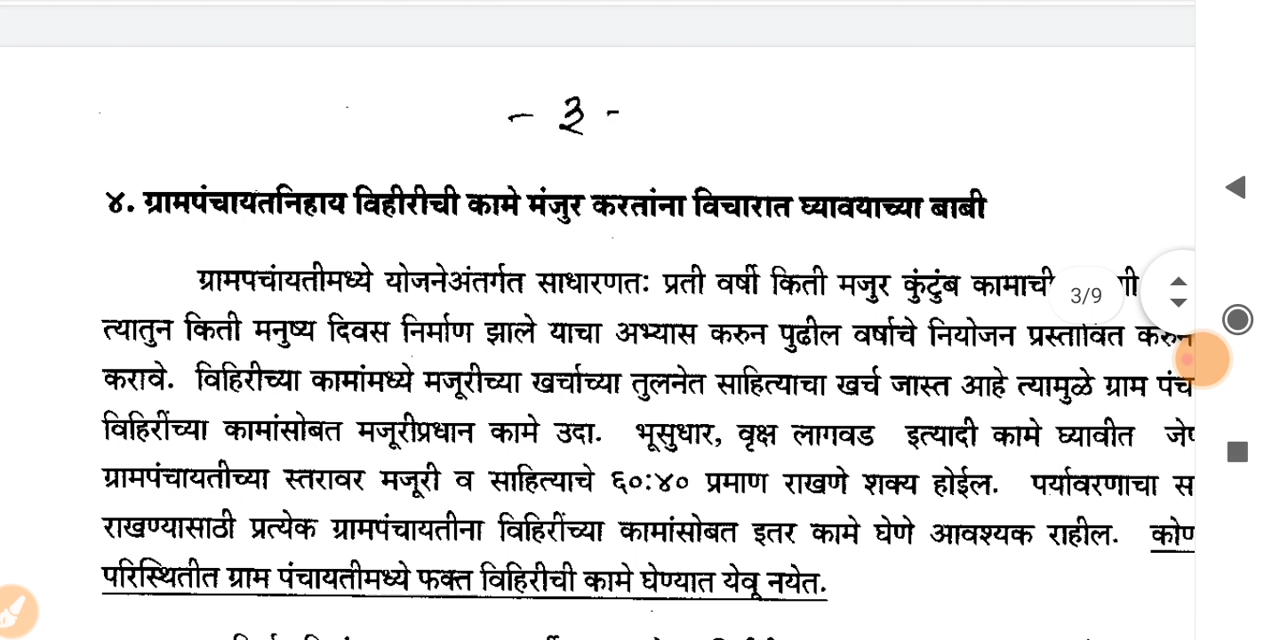 - ३ -
४. ग्रामपंचायतनिहाय विहीरीची कामे मंजुर करतांना विचारात घ्यावयाच्या बाबी
ग्रामपचांयतीमध्ये योजनेअंतर्गत साधारणतः प्रती वर्षी किती मजुर कुंटुंब कामाची
3/9
त्यातुन किती मनुष्य दिवस निर्माण झाले याचा अभ्यास करुन पुढील वर्षाचे नियोजन प्रस्तावित करुन
करावे. विहिरीच्या कामांमध्ये मजूरीच्या खर्चाच्या तुलनेत साहित्याचा खर्च जास्त आहे त्यामुळे ग्राम पंच
विहिरींच्या कामांसोबत मजूरीप्रधान कामे उदा. भूसुधार, वृक्ष लागवड इत्यादी कामे घ्यावीत
ग्रामपंचायतीच्या स्तरावर मजूरी व साहित्याचे ६०:४० प्रमाण राखणे शक्य होईल. पर्यावरणाचा स
राखण्यासाठी प्रत्येक ग्रामपंचायतीना विहिरींच्या कामांसोबत इतर कामे घेणे आवश्यक राहील. कोण
परिस्थितीत ग्राम पंचायतीमध्ये फक्त विहिरीची कामे घेण्यात येवू नयेत.